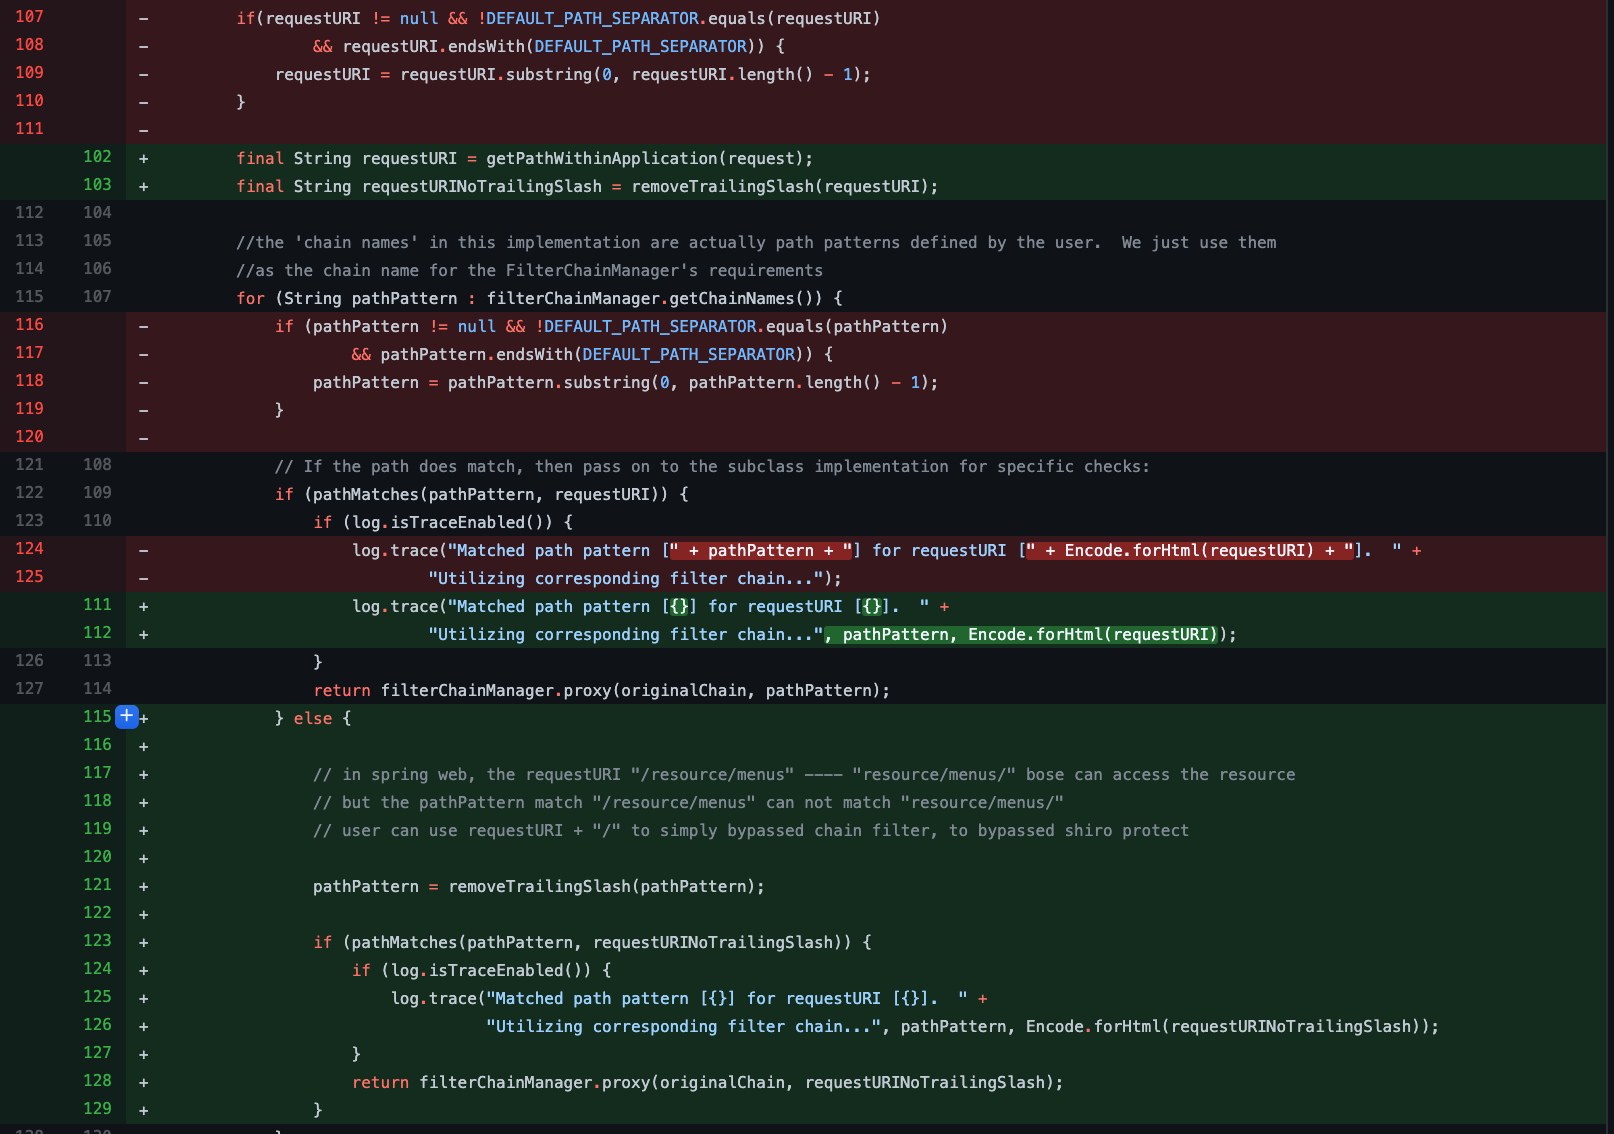 107 - if(requestURI != null && !DEFAULT_PATH_SEPARATOR.equals(requestURI)
108 - && requestURI.endsWith(DEFAULT_PATH_SEPARATOR)) {
109 - requestURI = requestURI.substring(0, requestURI.length() - 1);
110 - }
111 -
102 + final String requestURI = getPathWithinApplication(request);
103 + final String requestURINoTrailingSlash = removeTrailingSlash(requestURI);
112 104
113 105 //the 'chain names' in this implementation are actually path patterns defined by the user.  We just use them
114 106 //as the chain name for the FilterChainManager's requirements
115 107 for (String pathPattern : filterChainManager.getChainNames()) {
116 - if (pathPattern != null && !DEFAULT_PATH_SEPARATOR.equals(pathPattern)
117 - && pathPattern.endsWith(DEFAULT_PATH_SEPARATOR)) {
118 - pathPattern = pathPattern.substring(0, pathPattern.length() - 1);
119 - }
120 -
121 108 // If the path does match, then pass on to the subclass implementation for specific checks:
122 109 if (pathMatches(pathPattern, requestURI)) {
123 110 if (log.isTraceEnabled()) {
124 - log.trace("Matched path pattern [" + pathPattern + "] for requestURI [" + Encode.forHtml(requestURI) + "].  " +
125 - "Utilizing corresponding filter chain...");
111 + log.trace("Matched path pattern [{}] for requestURI [{}].  " +
112 + "Utilizing corresponding filter chain...", pathPattern, Encode.forHtml(requestURI));
126 113 }
127 114 return filterChainManager.proxy(originalChain, pathPattern);
115 + } else {
116 +
117 + // in spring web, the requestURI "/resource/menus" ---- "resource/menus/" bose can access the resource
118 + // but the pathPattern match "/resource/menus" can not match "resource/menus/"
119 + // user can use requestURI + "/" to simply bypassed chain filter, to bypassed shiro protect
120 +
121 + pathPattern = removeTrailingSlash(pathPattern);
122 +
123 + if (pathMatches(pathPattern, requestURINoTrailingSlash)) {
124 + if (log.isTraceEnabled()) {
125 + log.trace("Matched path pattern [{}] for requestURI [{}].  " +
126 + "Utilizing corresponding filter chain...", pathPattern, Encode.forHtml(requestURINoTrailingSlash));
127 + }
128 + return filterChainManager.proxy(originalChain, requestURINoTrailingSlash);
129 + }